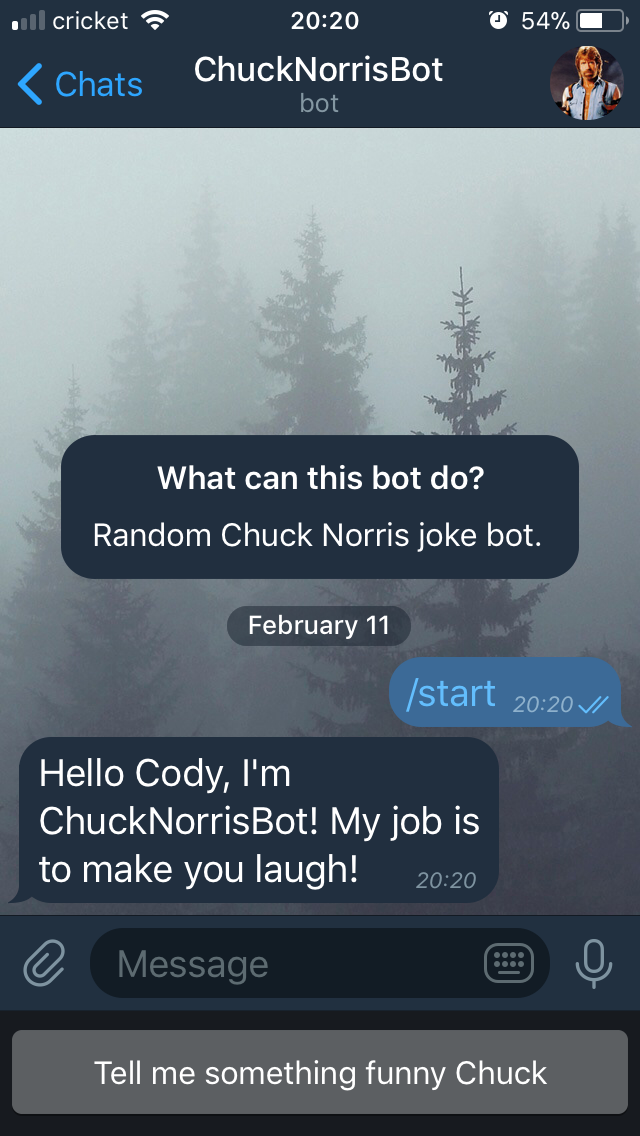 cricket 20:20 54%
Chats ChuckNorrisBot
bot
What can this bot do?
Random Chuck Norris joke bot.
February 11
/start 20:20
Hello Cody, I'm
ChuckNorrisBot! My job is
to make you laugh! 20:20
Message
Tell me something funny Chuck